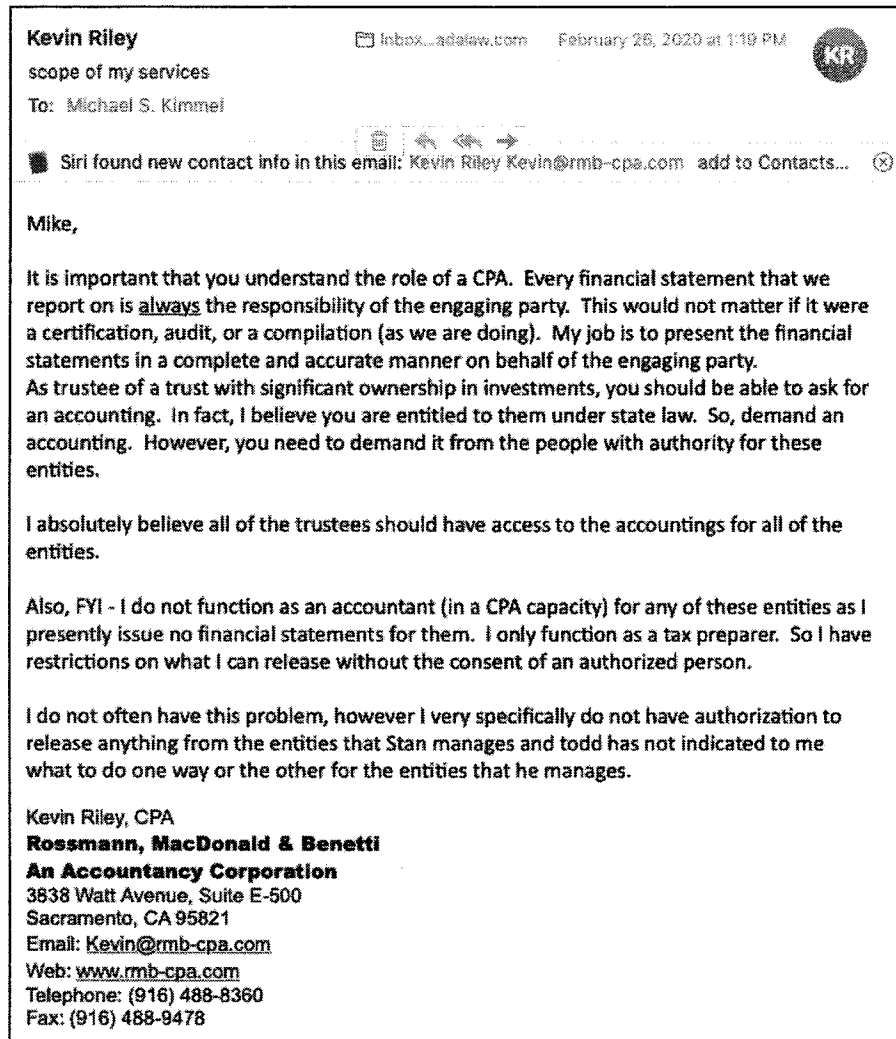 Kevin Riley
Inbox...adalaw.com
February 26, 2020 at 1:19 PM
KR
scope of my services
To: Michael S. Kimmel
Siri found new contact info in this email: Kevin Riley Kevin@rmb-cpa.com add to Contacts...
Mike,
It is important that you understand the role of a CPA. Every financial statement that we
report on is always the responsibility of the engaging party. This would not matter if it were
a certification, audit, or a compilation (as we are doing). My job is to present the financial
statements in a complete and accurate manner on behalf of the engaging party.
As trustee of a trust with significant ownership in investments, you should be able to ask for
an accounting. In fact, I believe you are entitled to them under state law. So, demand an
accounting. However, you need to demand it from the people with authority for these
entities.
I absolutely believe all of the trustees should have access to the accountings for all of the
entities.
Also, FYI - I do not function as an accountant (in a CPA capacity) for any of these entities as I
presently issue no financial statements for them. I only function as a tax preparer. So I have
restrictions on what I can release without the consent of an authorized person.
I do not often have this problem, however I very specifically do not have authorization to
release anything from the entities that Stan manages and todd has not indicated to me
what to do one way or the other for the entities that he manages.
Kevin Riley, CPA
Rossmann, MacDonald & Benetti
An Accountancy Corporation
3838 Watt Avenue, Suite E-500
Sacramento, CA 95821
Email: Kevin@rmb-cpa.com
Web: www.rmb-cpa.com
Telephone: (916) 488-8360
Fax: (916) 488-9478